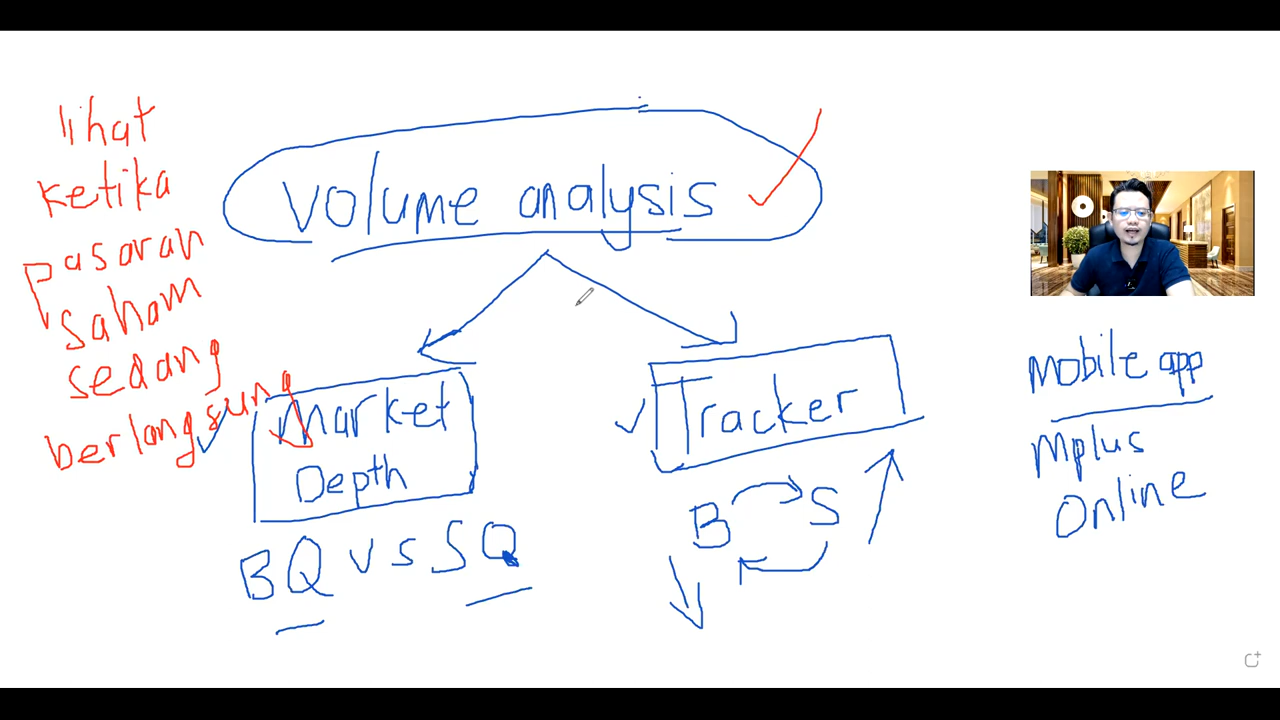 lihat
ketika
pasaran
saham
sedang
berlangsung
volume analysis
Market
Depth
BQ vs SQ
Tracker
B S
mobile app
Mplus
Online